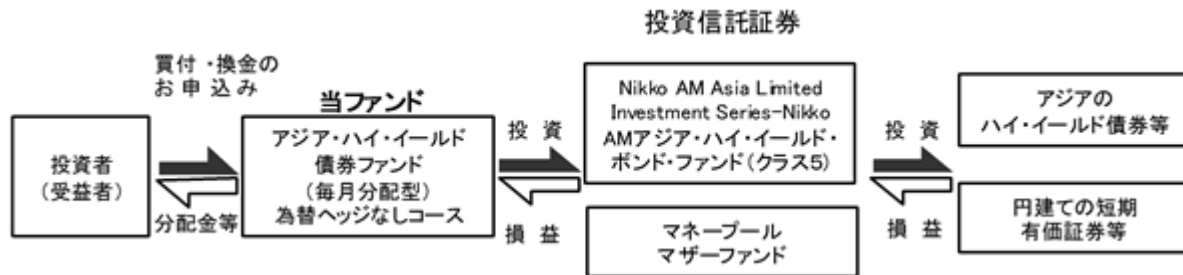 投資信託証券
買付・換金の
お申込み
当ファンド
投資者
(受益者)
分配金等
アジア・ハイ・イールド
債券ファンド
(毎月分配型)
為替ヘッジなしコース
投 資
損 益
Nikko AM Asia Limited
Investment Series-Nikko
AMアジア・ハイ・イールド・
ボンド・ファンド(クラス5)
マネープール
マザーファンド
投 資
損 益
アジアの
ハイ・イールド債券等
円建ての短期
有価証券等